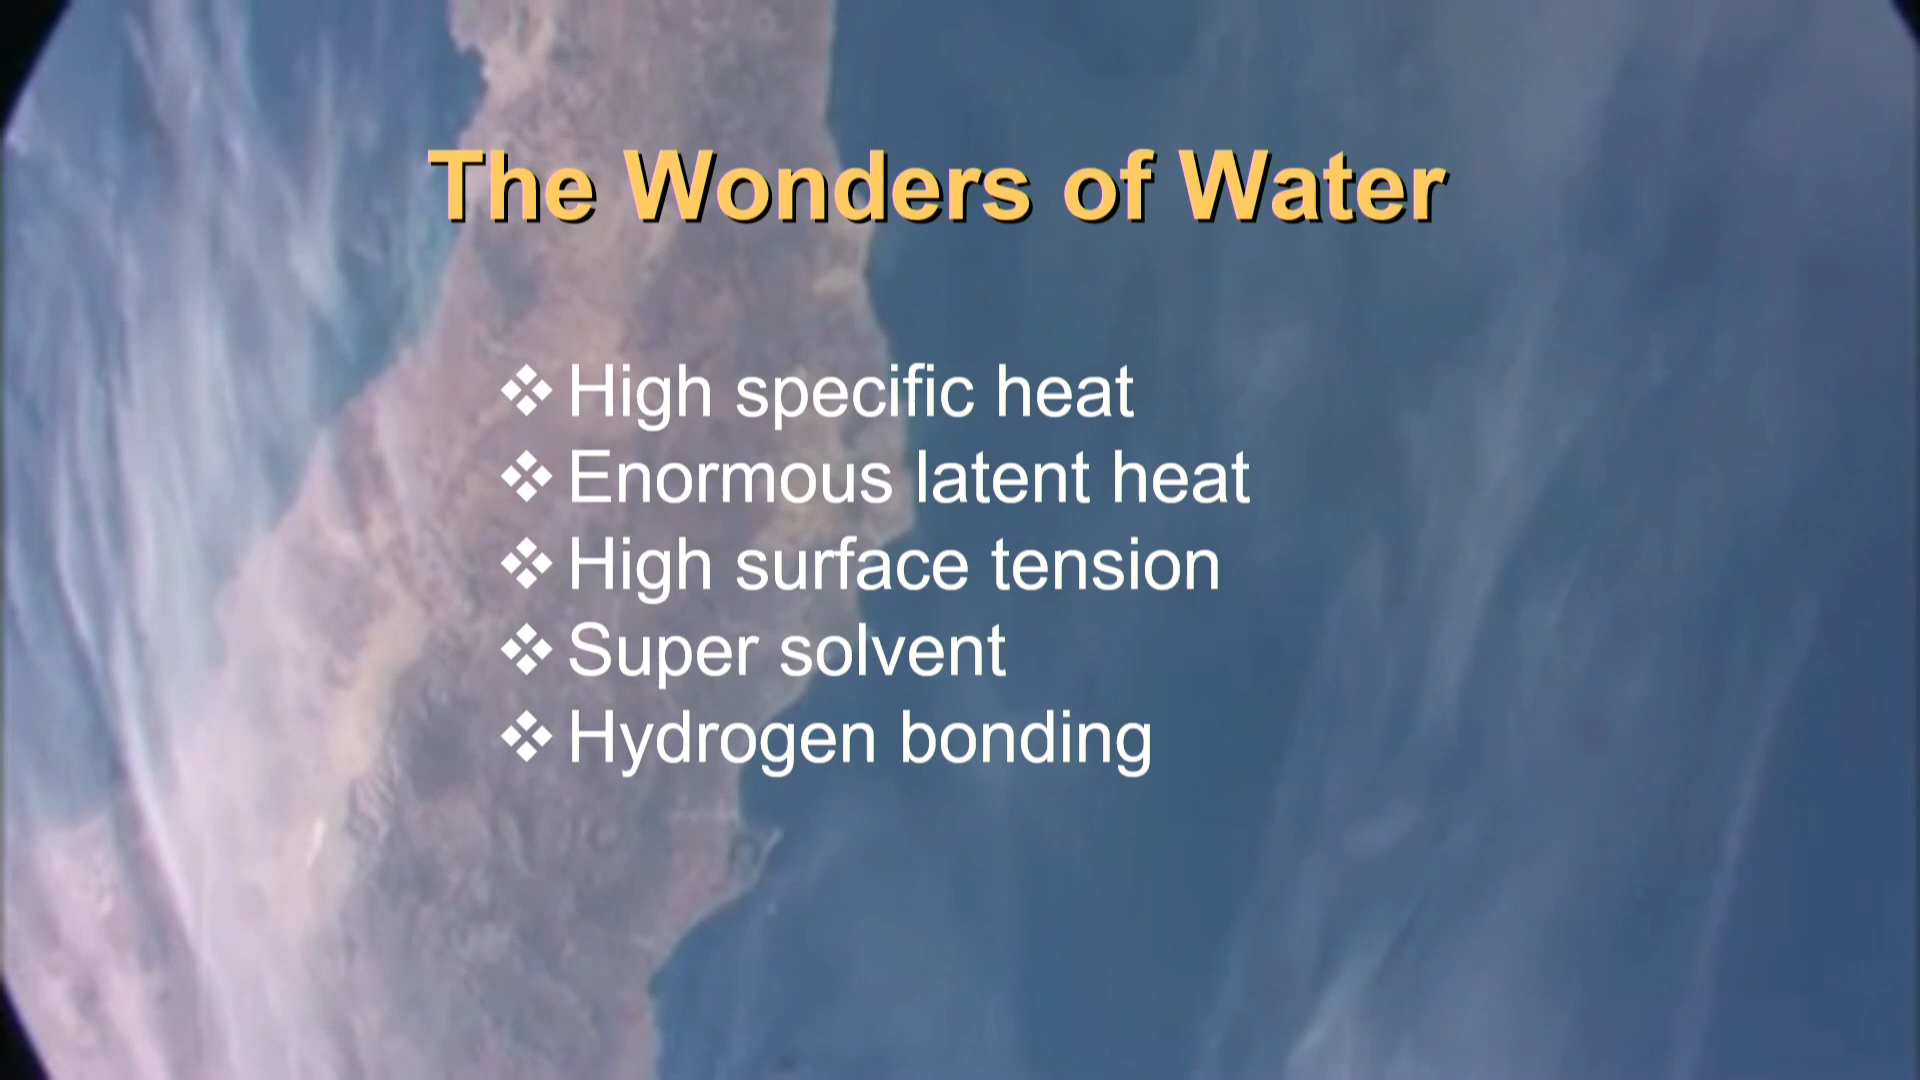 The Wonders of Water
❖ High specific heat
❖ Enormous latent heat
❖ High surface tension
❖ Super solvent
❖ Hydrogen bonding